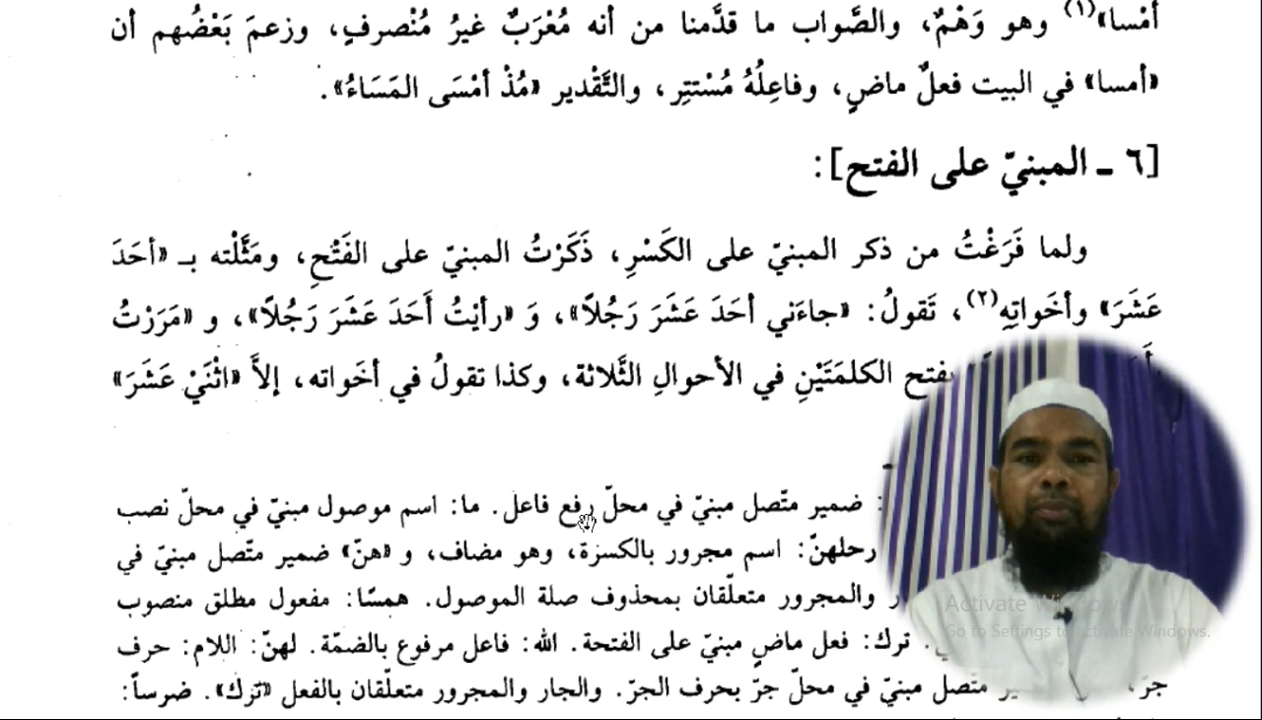 أمْسا»(١) وهو وَهْمٌ، والصَّواب ما قدَّمنا من أنه مُعْرَبٌ غيرُ مُنْصرفٍ، وزعمَ بَعْضُهم أن
«أمسا» في البيت فعلٌ ماضٍ، وفاعِلُهُ مُسْتتِر، والتَّقْدير «مُذْ أمْسَى المَسَاءُ».
[٦ ـ المبنيّ على الفتح]:
ولما فَرَغْتُ من ذكر المبنيّ على الكَسْرِ، ذَكَرْتُ المبنيّ على الفَتْحِ، ومَثَّلْته بـ «أحَدَ
عَشَرَ» وأخَواتِهِ(٢)، تَقولُ: «جاءَني أحَدَ عَشَرَ رَجُلاً»، وَ «رأيْتُ أَحَدَ عَشَرَ رَجُلاً»، و «مَرَرْتُ
بفتح الكلمَتَيْنِ في الأحوالِ الثَّلاثة، وكذا تقولُ في أخَواته، إلاَّ «اثْنَيْ عَشَرَ»
: ضمير متّصل مبنيّ في محلّ رفع فاعل. ما: اسم موصول مبنيّ في محلّ نصب
رحلهنّ: اسم مجرور بالكسرة، وهو مضاف، و «هنّ» ضمير متّصل مبنيّ في
والمجرور متعلّقان بمحذوف صلة الموصول. همسًا: مفعول مطلق منصوب
ترك: فعل ماضٍ مبنيّ على الفتحة. الله: فاعل مرفوع بالضمّة. لهنّ: اللام: حرف
جرّ، متّصل مبنيّ في محلّ جرّ بحرف الجرّ. والجار والمجرور متعلّقان بالفعل «ترك». ضرساً:
Activate Windows
Go to Settings to activate Windows.